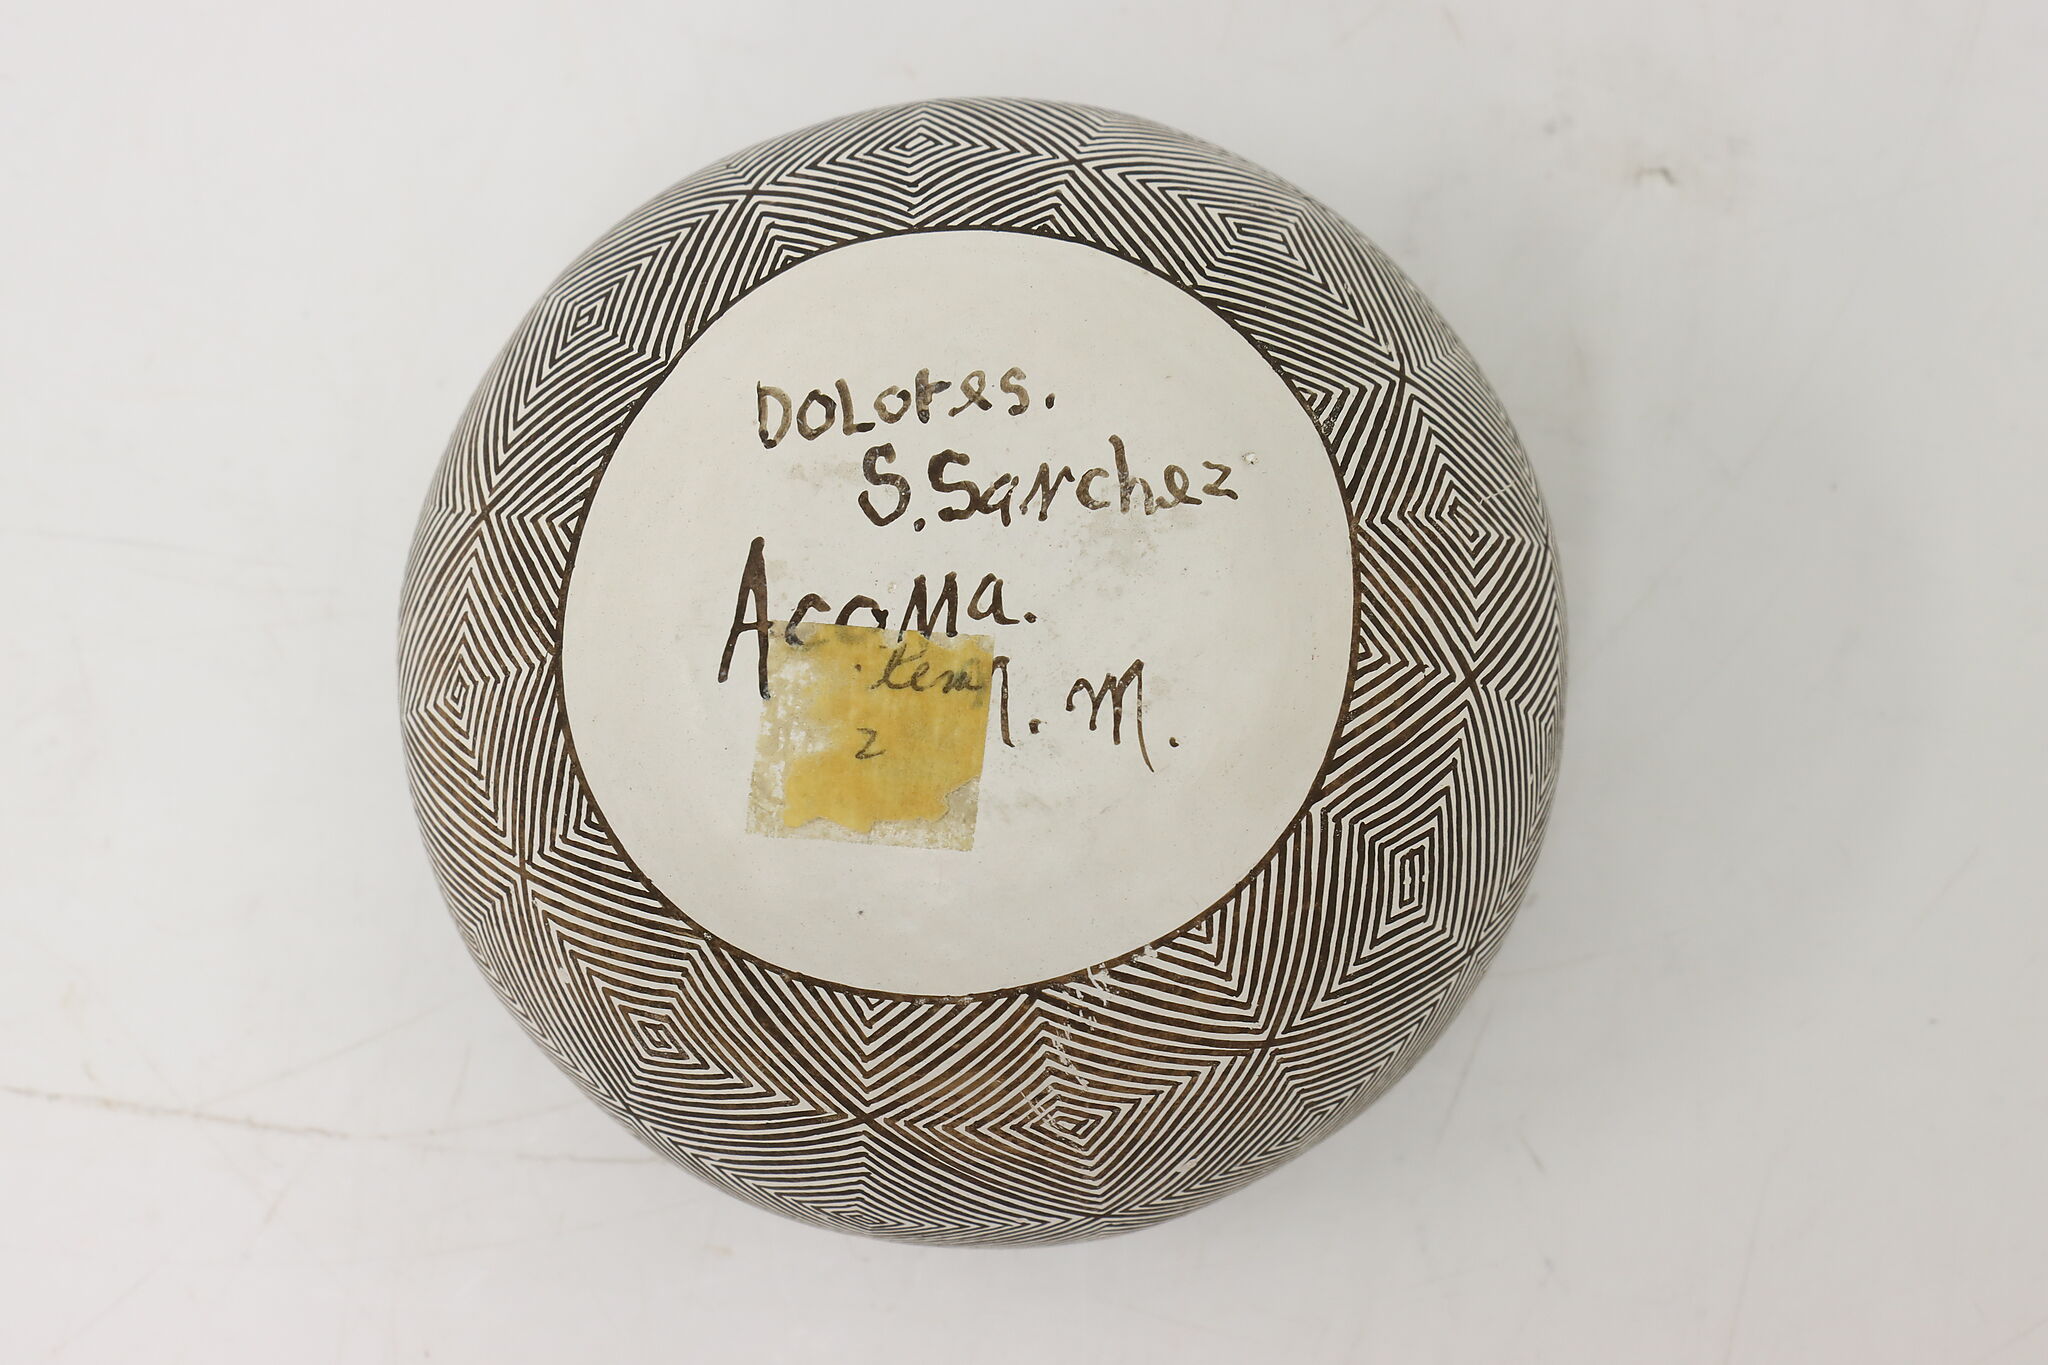 DOLores.
S. Sanchez
AcoMa.
N. M.
2